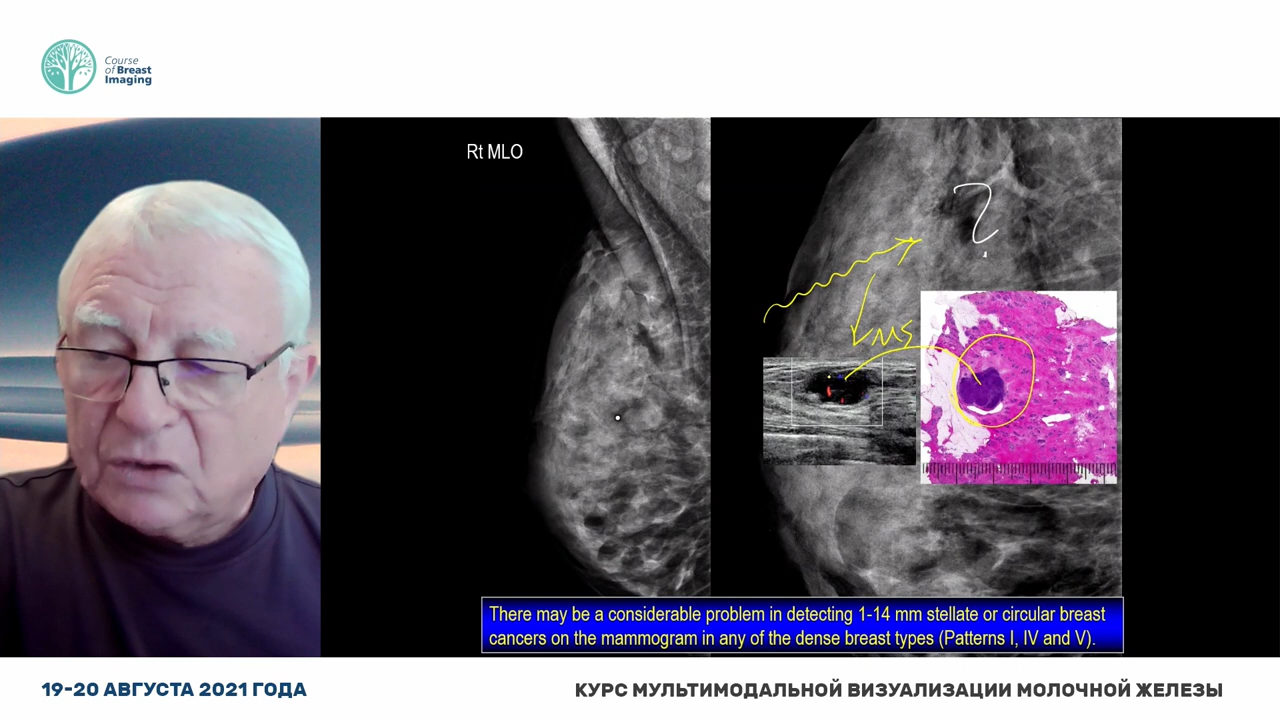 Course
of Breast
Imaging
Rt MLO
?
US
There may be a considerable problem in detecting 1-14 mm stellate or circular breast
cancers on the mammogram in any of the dense breast types (Patterns I, IV and V).
19-20 АВГУСТА 2021 ГОДА
КУРС МУЛЬТИМОДАЛЬНОЙ ВИЗУАЛИЗАЦИИ МОЛОЧНОЙ ЖЕЛЕЗЫ